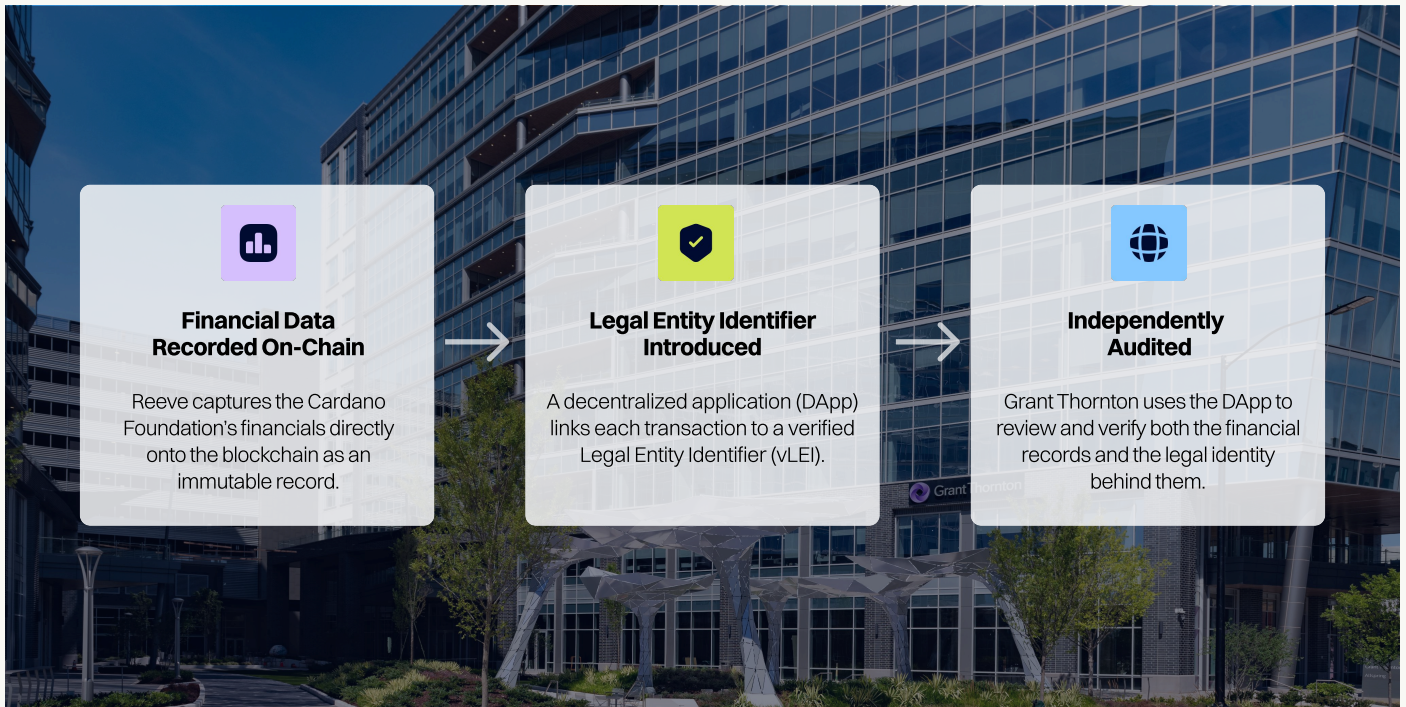 Financial Data
Recorded On-Chain
Reeve captures the Cardano
Foundation's financials directly
onto the blockchain as an
immutable record.
Legal Entity Identifier
Introduced
A decentralized application (DApp)
links each transaction to a verified
Legal Entity Identifier (vLEI).
Independently
Audited
Grant Thornton uses the DApp to
review and verify both the financial
records and the legal identity
behind them.
Grant Thornton